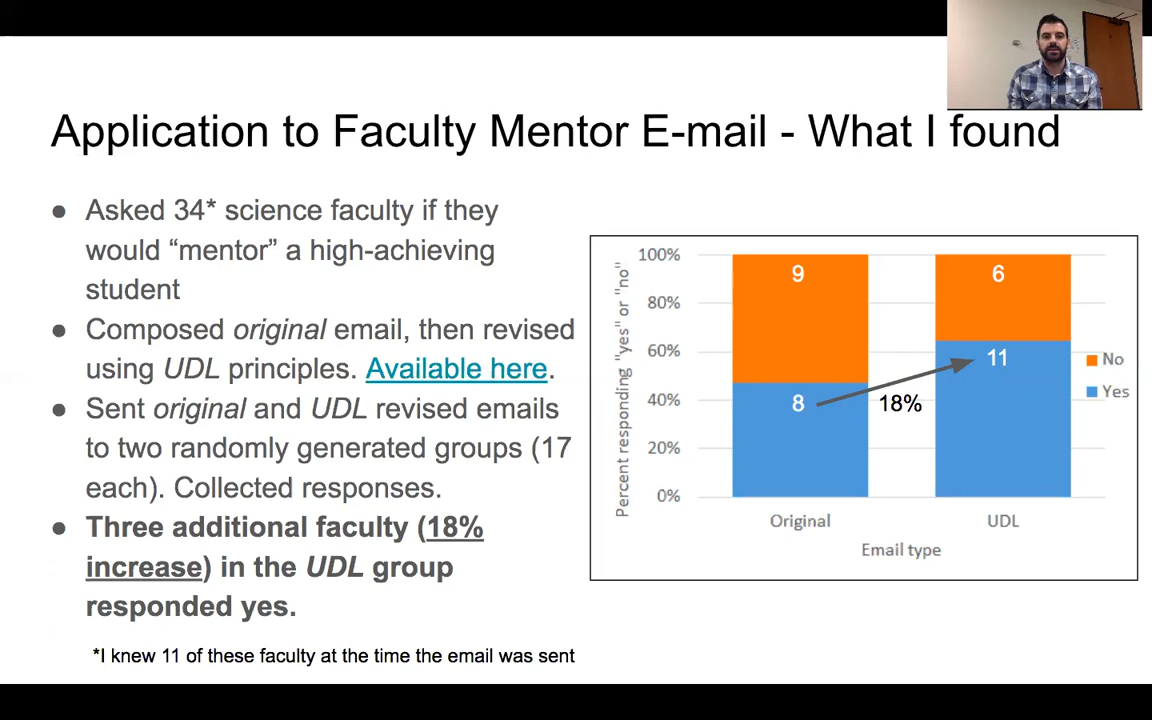 Application to Faculty Mentor E-mail - What I found
● Asked 34* science faculty if they
would “mentor” a high-achieving
student
● Composed original email, then revised
using UDL principles. Available here.
● Sent original and UDL revised emails
to two randomly generated groups (17
each). Collected responses.
● Three additional faculty (18%
increase) in the UDL group
responded yes.
*I knew 11 of these faculty at the time the email was sent
Percent responding "yes" or "no"
100%
80%
60%
40%
20%
0%
9
6
8
11
18%
No
Yes
Original
UDL
Email type